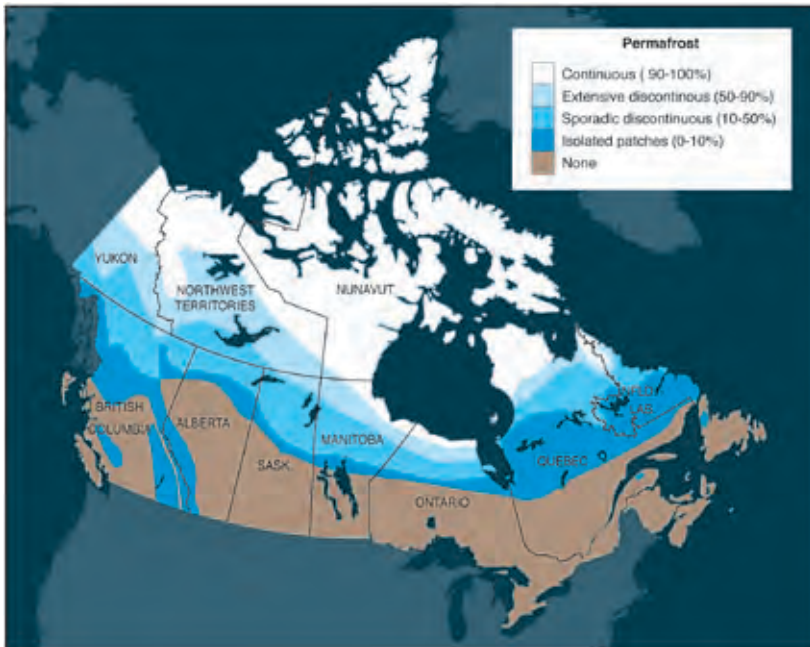 Permafrost
Continuous ( 90-100%)
Extensive discontinous (50-90%)
Sporadic discontinuous (10-50%)
Isolated patches (0-10%)
None
YUKON
NORTHWEST
TERRITORIES
NUNAVUT
BRITISH
COLUMBIA
ALBERTA
SASK.
MANITOBA
ONTARIO
QUEBEC
LAB.